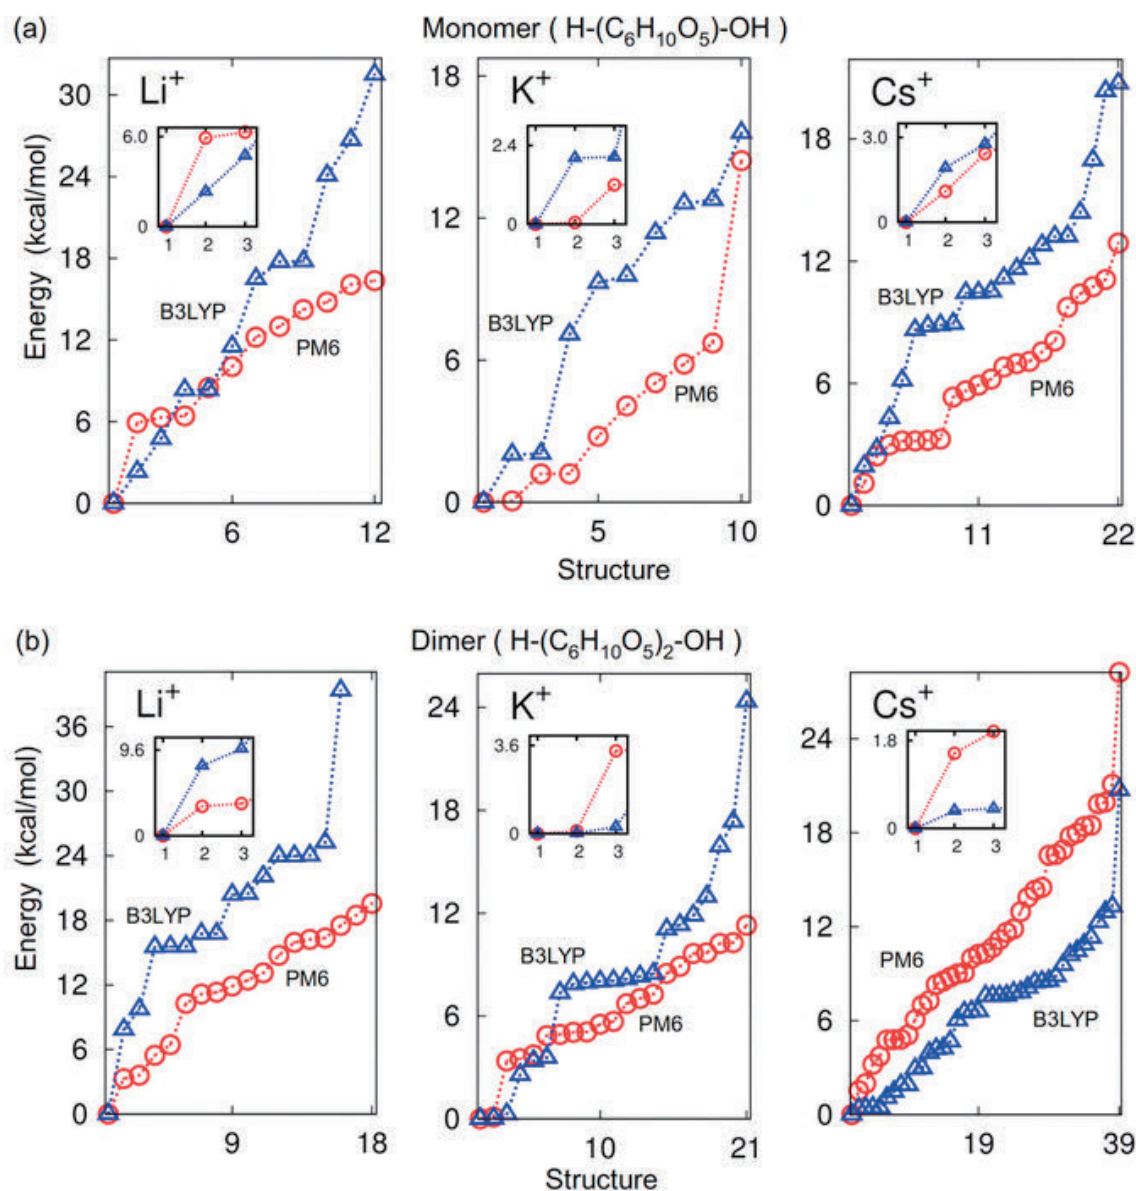 (a) Monomer ( H-(C₆H₁₀O₅)-OH )
Energy (kcal/mol)
Li⁺
30
24
18
12
6
0
6.0
0
1 2 3
B3LYP
PM6
6 12
K⁺
18
12
6
0
2.4
0
1 2 3
B3LYP
PM6
5 10
Cs⁺
18
12
6
0
3.0
0
1 2 3
B3LYP
PM6
11 22
Structure
(b) Dimer ( H-(C₆H₁₀O₅)₂-OH )
Energy (kcal/mol)
Li⁺
36
30
24
18
12
6
0
9.6
0
1 2 3
B3LYP
PM6
9 18
K⁺
24
18
12
6
0
3.6
0
1 2 3
B3LYP
PM6
10 21
Cs⁺
24
18
12
6
0
1.8
0
1 2 3
PM6
B3LYP
19 39
Structure